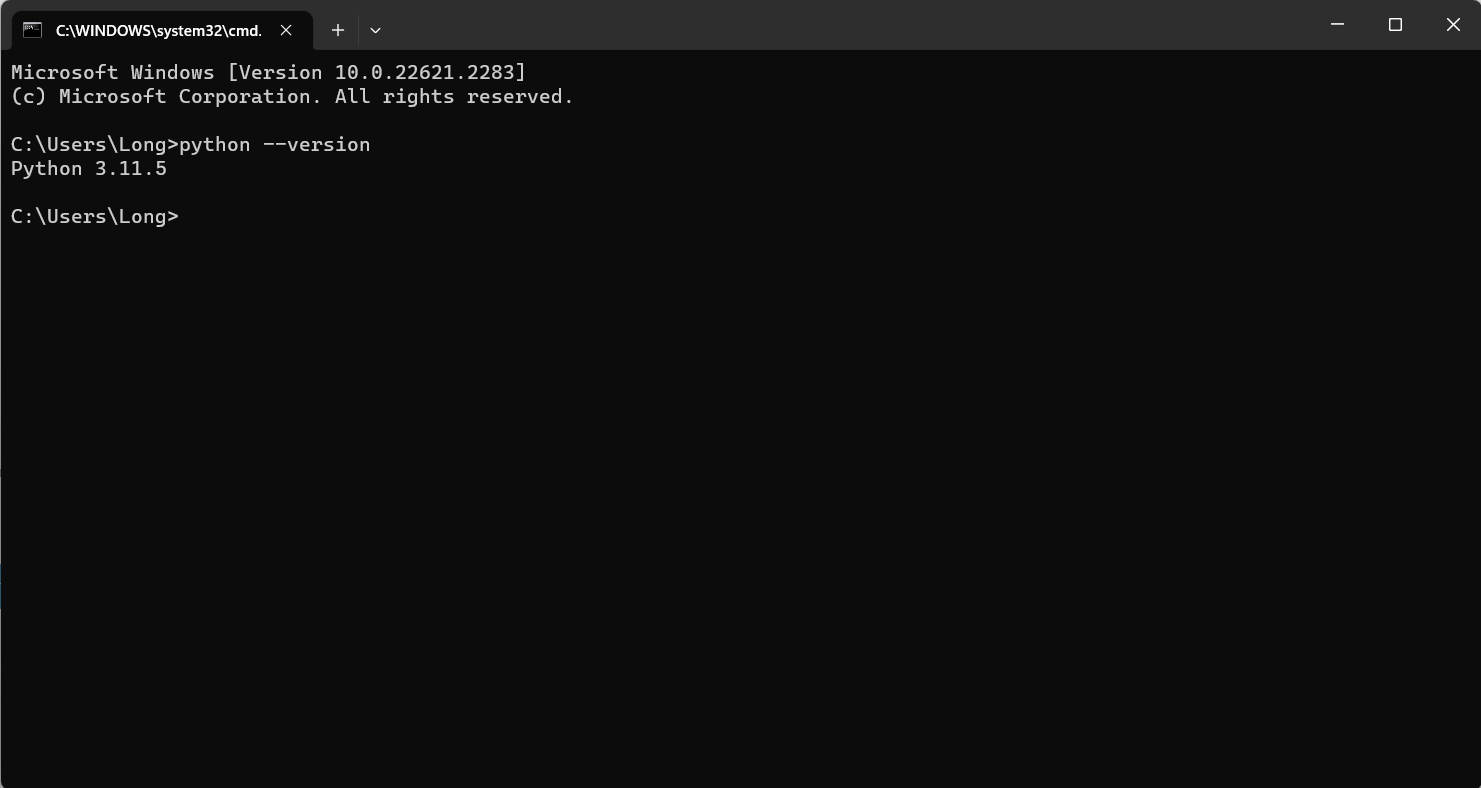 C:\WINDOWS\system32\cmd.
Microsoft Windows [Version 10.0.22621.2283]
(c) Microsoft Corporation. All rights reserved.
C:\Users\Long>python --version
Python 3.11.5
C:\Users\Long>